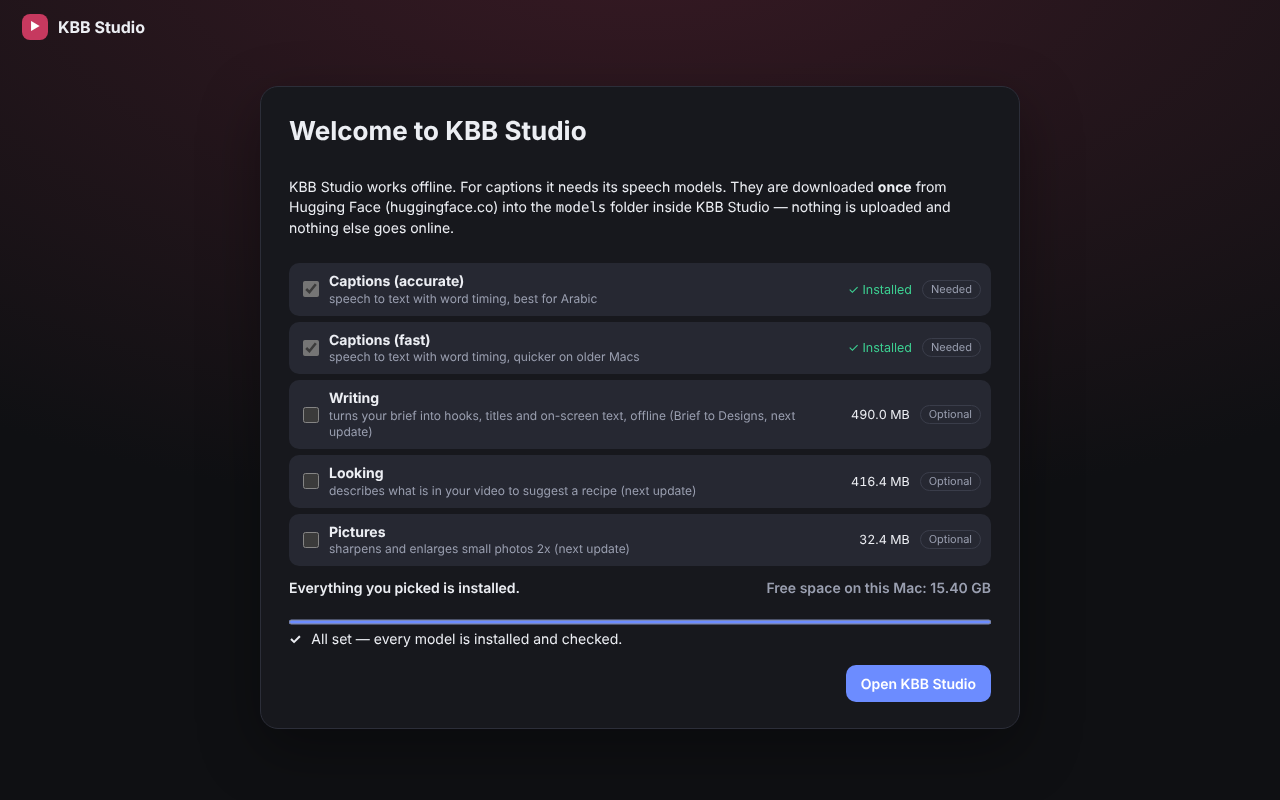 KBB Studio
Welcome to KBB Studio
KBB Studio works offline. For captions it needs its speech models. They are downloaded once from
Hugging Face (huggingface.co) into the models folder inside KBB Studio — nothing is uploaded and
nothing else goes online.
Captions (accurate)
speech to text with word timing, best for Arabic
✓ Installed
Needed
Captions (fast)
speech to text with word timing, quicker on older Macs
✓ Installed
Needed
Writing
turns your brief into hooks, titles and on-screen text, offline (Brief to Designs, next
update)
490.0 MB
Optional
Looking
describes what is in your video to suggest a recipe (next update)
416.4 MB
Optional
Pictures
sharpens and enlarges small photos 2x (next update)
32.4 MB
Optional
Everything you picked is installed.
Free space on this Mac: 15.40 GB
✓ All set — every model is installed and checked.
Open KBB Studio